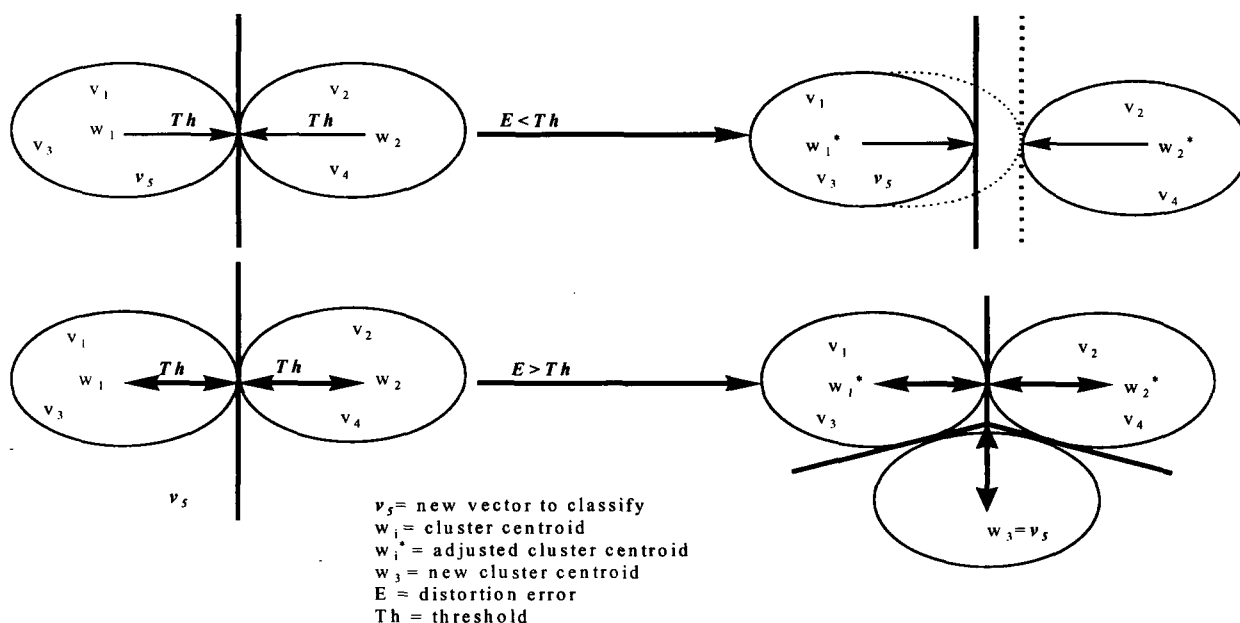 v₁ v₂ v₁ v₂
Th Th E < Th
w₁ w₂ w₁* w₂*
v₃ v₄ v₃ v₅ v₄
v₅
v₁ v₂ v₁ v₂
Th Th E > Th
w₁ w₂ w₁* w₂*
v₃ v₄ v₃ v₄
v₅
w₃=v₅
v₅= new vector to classify
wᵢ= cluster centroid
wᵢ*= adjusted cluster centroid
w₃= new cluster centroid
E = distortion error
Th = threshold